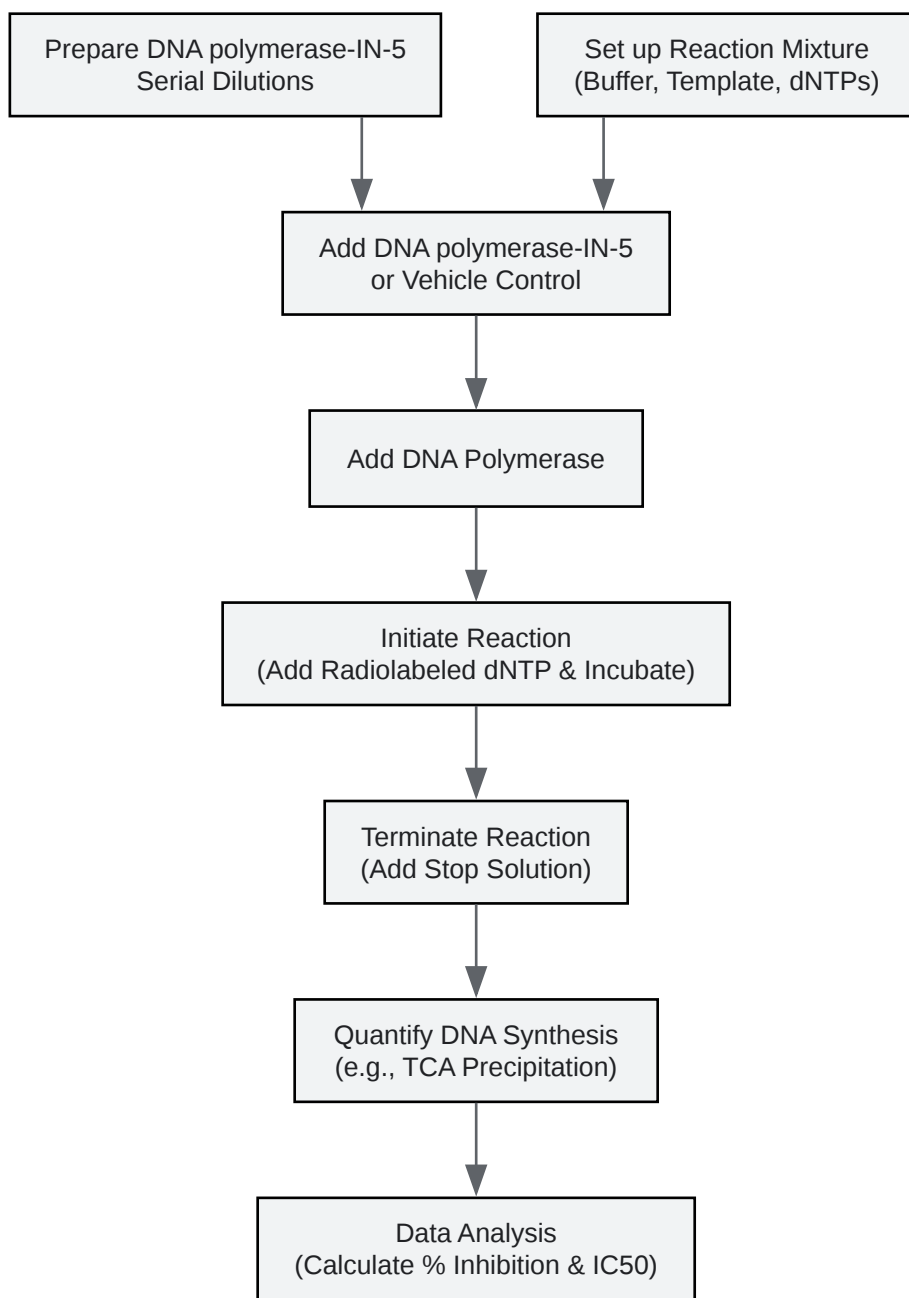 Prepare DNA polymerase-IN-5
Serial Dilutions
Set up Reaction Mixture
(Buffer, Template, dNTPs)
Add DNA polymerase-IN-5
or Vehicle Control
Add DNA Polymerase
Initiate Reaction
(Add Radiolabeled dNTP & Incubate)
Terminate Reaction
(Add Stop Solution)
Quantify DNA Synthesis
(e.g., TCA Precipitation)
Data Analysis
(Calculate % Inhibition & IC50)